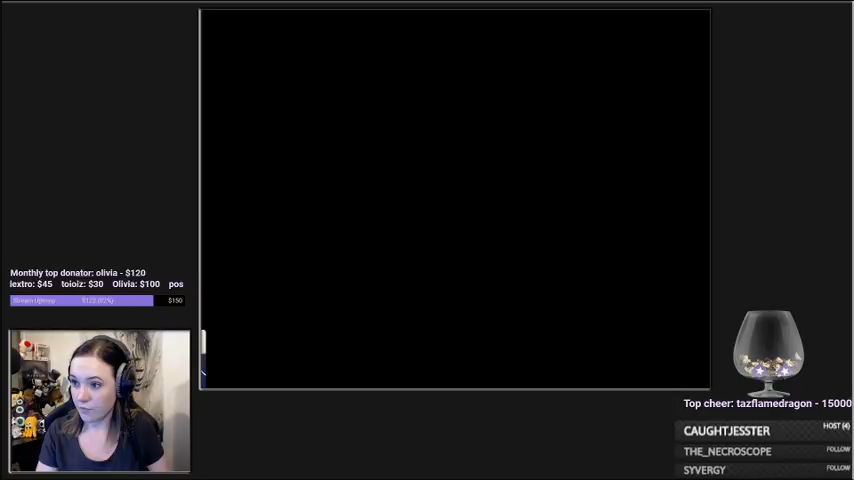 Monthly top donator: olivia - $120
lextro: $45 toioiz: $30 Olivia: $100 pos
$150
Top cheer: tazflamedragon - 15000
CAUGHTJESSTER HOST (4)
THE_NECROSCOPE FOLLOW
SYVERGY FOLLOW